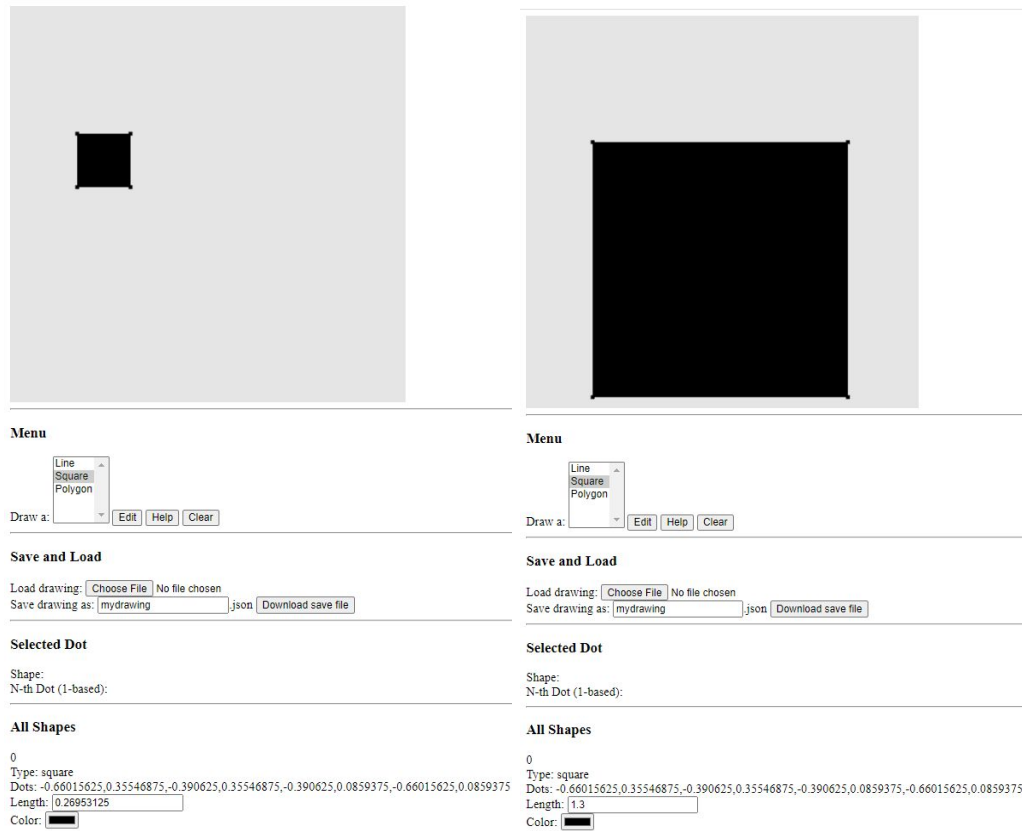 Menu
Line
Square
Polygon
Draw a: Edit Help Clear
Save and Load
Load drawing: Choose File No file chosen
Save drawing as: mydrawing .json Download save file
Selected Dot
Shape:
N-th Dot (1-based):
All Shapes
0
Type: square
Dots: -0.66015625,0.35546875,-0.390625,0.35546875,-0.390625,0.0859375,-0.66015625,0.0859375
Length: 0.26953125
Color:
Menu
Line
Square
Polygon
Draw a: Edit Help Clear
Save and Load
Load drawing: Choose File No file chosen
Save drawing as: mydrawing .json Download save file
Selected Dot
Shape:
N-th Dot (1-based):
All Shapes
0
Type: square
Dots: -0.66015625,0.35546875,-0.390625,0.35546875,-0.390625,0.0859375,-0.66015625,0.0859375
Length: 1.3
Color: